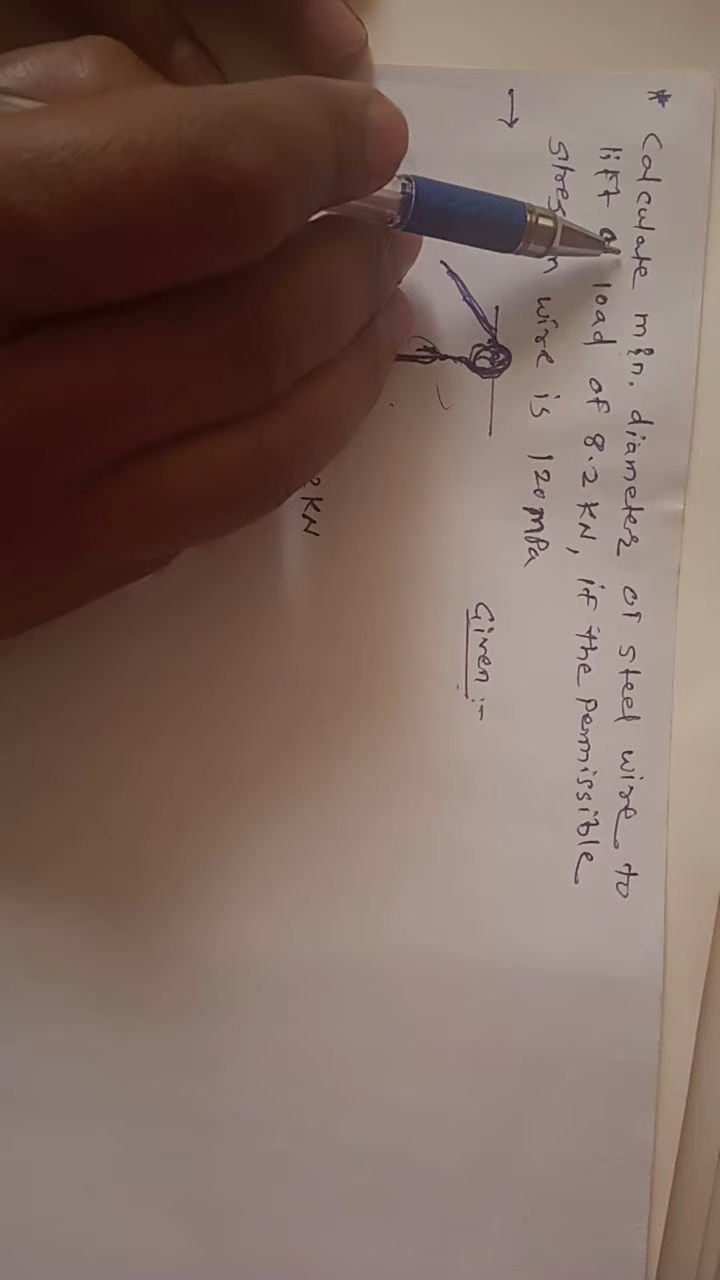 * Calculate min. diameter of steel wire to
lift load of 8.2 KN, if the permissible
wire is 120 MPa
Given :-
KN